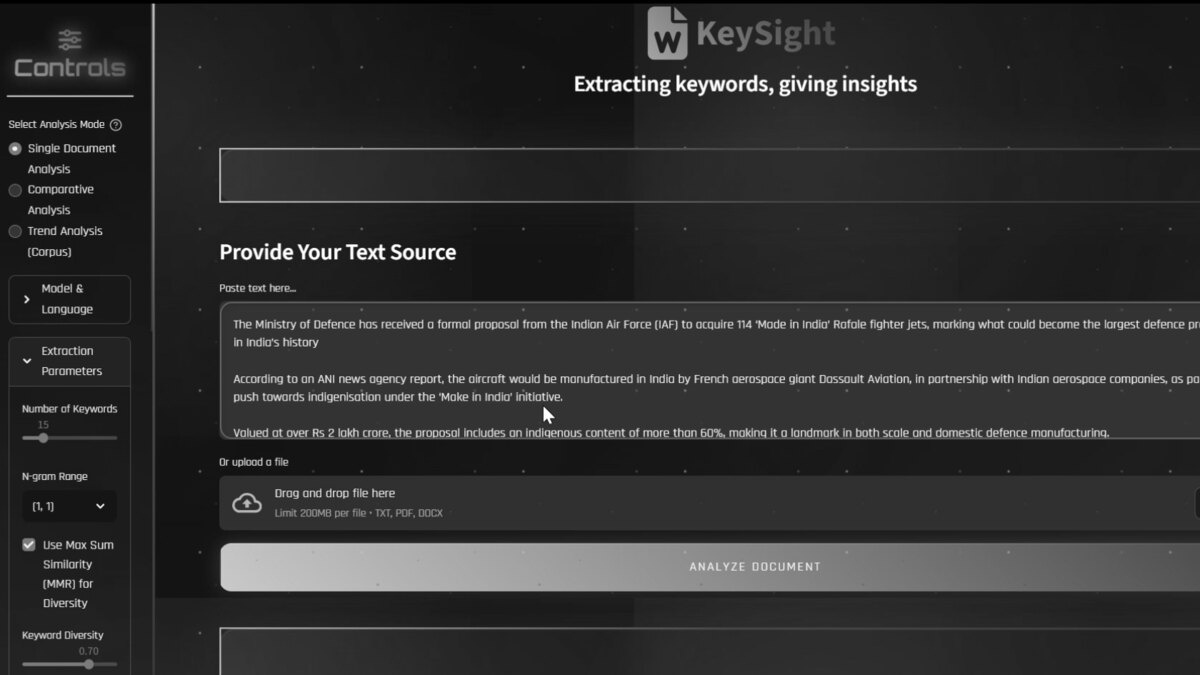 Controls
Select Analysis Mode ?
Single Document
Analysis
Comparative
Analysis
Trend Analysis
(Corpus)
Model &
Language
Extraction
Parameters
Number of Keywords
15
N-gram Range
(1, 1)
Use Max Sum
Similarity
(MMR) for
Diversity
Keyword Diversity
0.70
W KeySight
Extracting keywords, giving insights
Provide Your Text Source
Paste text here...
The Ministry of Defence has received a formal proposal from the Indian Air Force (IAF) to acquire 114 'Made in India' Rafale fighter jets, marking what could become the largest defence
in India's history
According to an ANI news agency report, the aircraft would be manufactured in India by French aerospace giant Dassault Aviation, in partnership with Indian aerospace companies, as
push towards indigenisation under the 'Make in India' initiative.
Valued at over Rs 2 lakh crore, the proposal includes an indigenous content of more than 60%, making it a landmark in both scale and domestic defence manufacturing.
Or upload a file
Drag and drop file here
Limit 200MB per file • TXT, PDF, DOCX
ANALYZE DOCUMENT